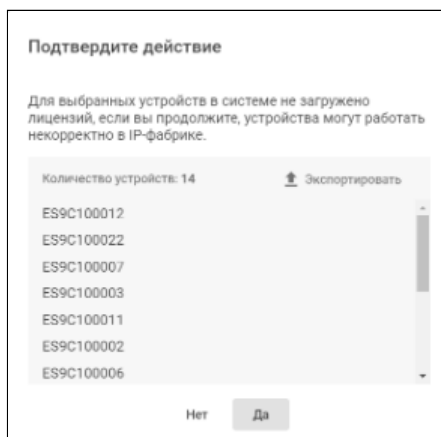 Подтвердите действие
Для выбранных устройств в системе не загружено
лицензий, если вы продолжите, устройства могут работать
некорректно в IP-фабрике.
Количество устройств: 14 Экспортировать
ES9C100012
ES9C100022
ES9C100007
ES9C100003
ES9C100011
ES9C100002
ES9C100006
Нет Да